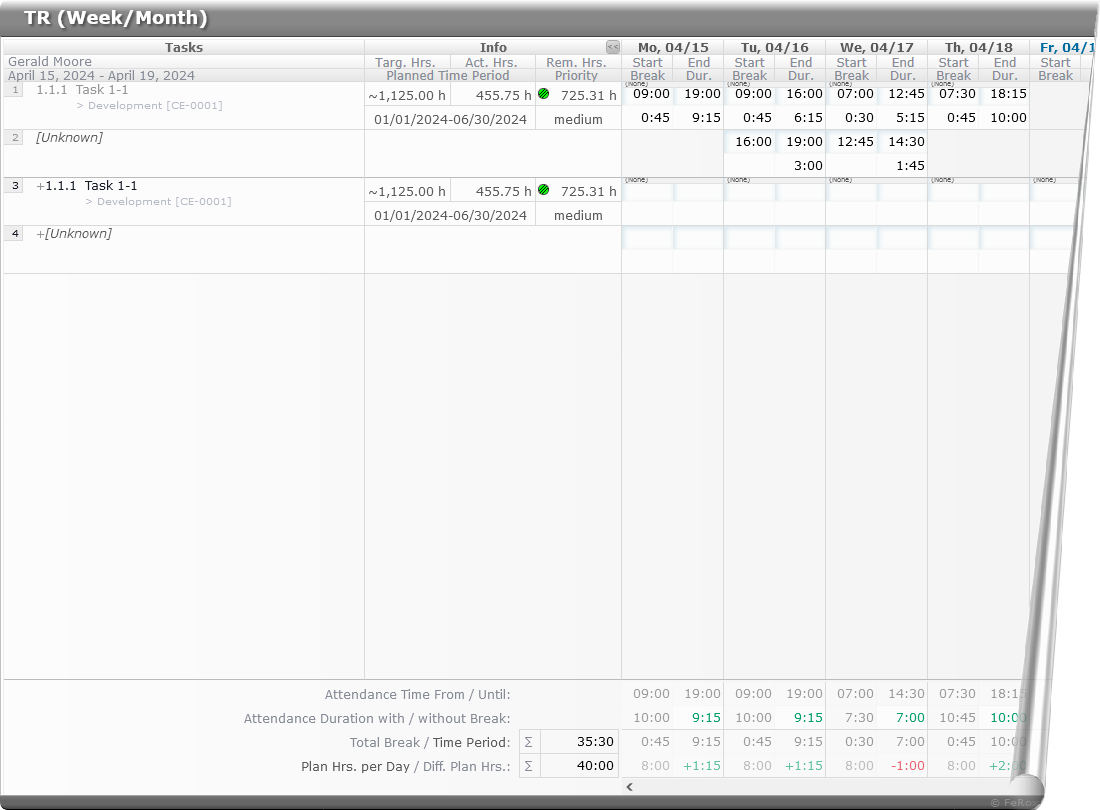 TR (Week/Month)
Tasks Info << Mo, 04/15 Tu, 04/16 We, 04/17 Th, 04/18 Fr, 04/1
Gerald Moore Targ. Hrs. Act. Hrs. Rem. Hrs. Start End Start End Start End Start End Start
April 15, 2024 - April 19, 2024 Planned Time Period Priority Break Dur. Break Dur. Break Dur. Break Dur. Break
(None) (None) (None) (None)
1 1.1.1 Task 1-1 ~1,125.00 h 455.75 h 725.31 h 09:00 19:00 09:00 16:00 07:00 12:45 07:30 18:15
> Development [CE-0001] 01/01/2024-06/30/2024 medium 0:45 9:15 0:45 6:15 0:30 5:15 0:45 10:00
2 [Unknown] 16:00 19:00 12:45 14:30
3:00 1:45
(None) (None) (None) (None) (None)
3 +1.1.1 Task 1-1 ~1,125.00 h 455.75 h 725.31 h
> Development [CE-0001] 01/01/2024-06/30/2024 medium
4 +[Unknown]
Attendance Time From / Until: 09:00 19:00 09:00 19:00 07:00 14:30 07:30 18:15
Attendance Duration with / without Break: 10:00 9:15 10:00 9:15 7:30 7:00 10:45 10:00
Total Break / Time Period: Σ 35:30 0:45 9:15 0:45 9:15 0:30 7:00 0:45 10:00
Plan Hrs. per Day / Diff. Plan Hrs.: Σ 40:00 8:00 +1:15 8:00 +1:15 8:00 -1:00 8:00 +2:
<